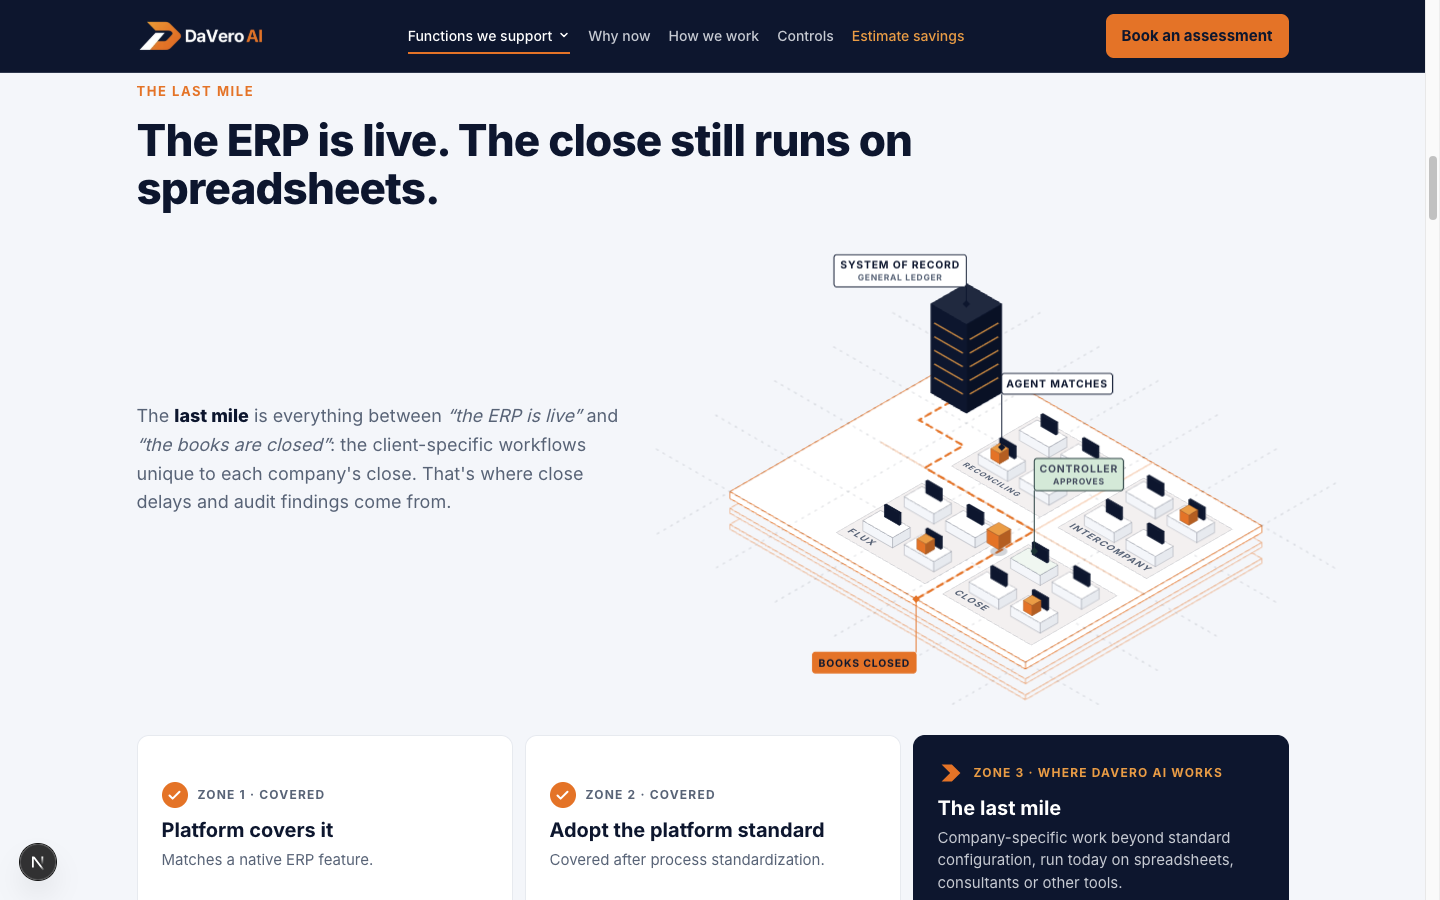 DaVero AI
Functions we support
Why now
How we work
Controls
Estimate savings
Book an assessment
THE LAST MILE
The ERP is live. The close still runs on
spreadsheets.
SYSTEM OF RECORD
GENERAL LEDGER
AGENT MATCHES
RECONCILING
CONTROLLER
APPROVES
The last mile is everything between “the ERP is live” and
“the books are closed”: the client-specific workflows
unique to each company's close. That's where close
delays and audit findings come from.
FLUX
INTERCOMPANY
CLOSE
BOOKS CLOSED
ZONE 1 · COVERED
Platform covers it
Matches a native ERP feature.
ZONE 2 · COVERED
Adopt the platform standard
Covered after process standardization.
ZONE 3 · WHERE DAVERO AI WORKS
The last mile
Company-specific work beyond standard
configuration, run today on spreadsheets,
consultants or other tools.
N